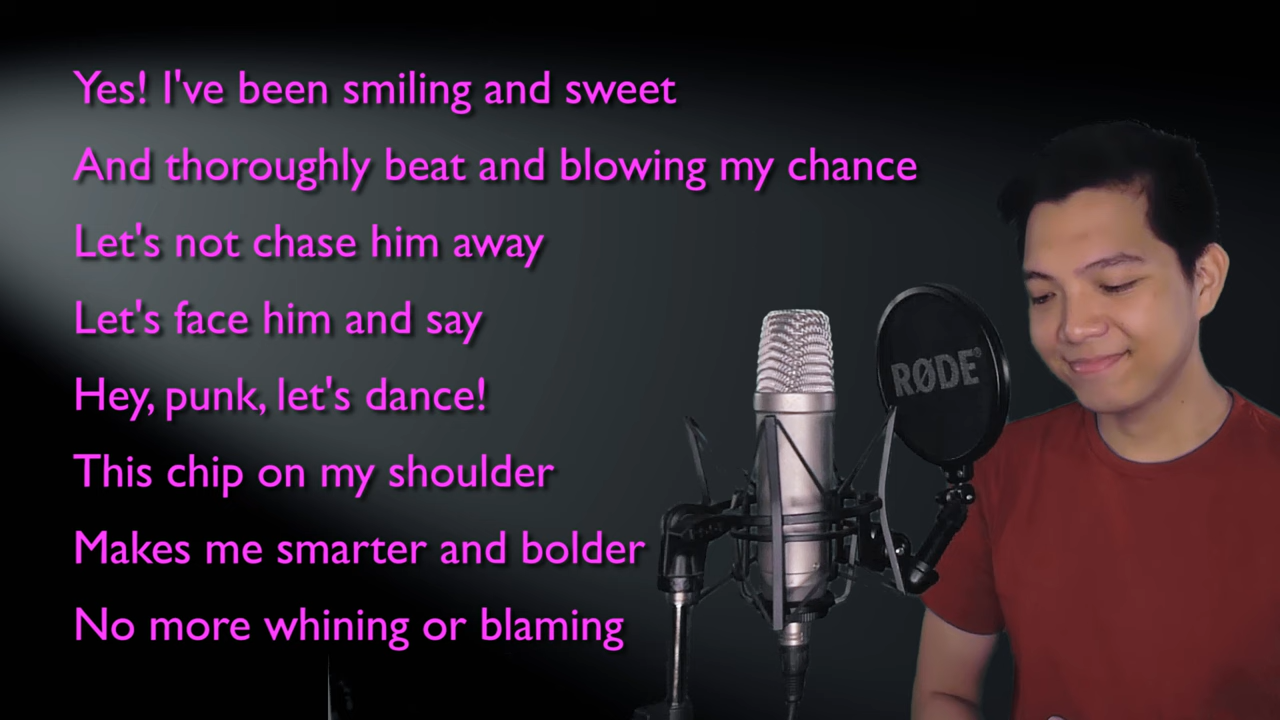 Yes! I've been smiling and sweet
And thoroughly beat and blowing my chance
Let's not chase him away
Let's face him and say
Hey, punk, let's dance!
This chip on my shoulder
Makes me smarter and bolder
No more whining or blaming
RØDE®